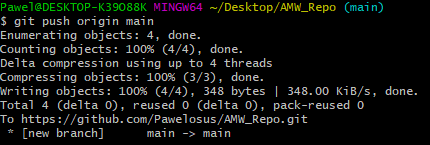 Pawel@DESKTOP-K39O88K MINGW64 ~/Desktop/AMW_Repo (main)
$ git push origin main
Enumerating objects: 4, done.
Counting objects: 100% (4/4), done.
Delta compression using up to 4 threads
Compressing objects: 100% (3/3), done.
Writing objects: 100% (4/4), 348 bytes | 348.00 KiB/s, done.
Total 4 (delta 0), reused 0 (delta 0), pack-reused 0
To https://github.com/Pawelosus/AMW_Repo.git
 * [new branch]      main -> main